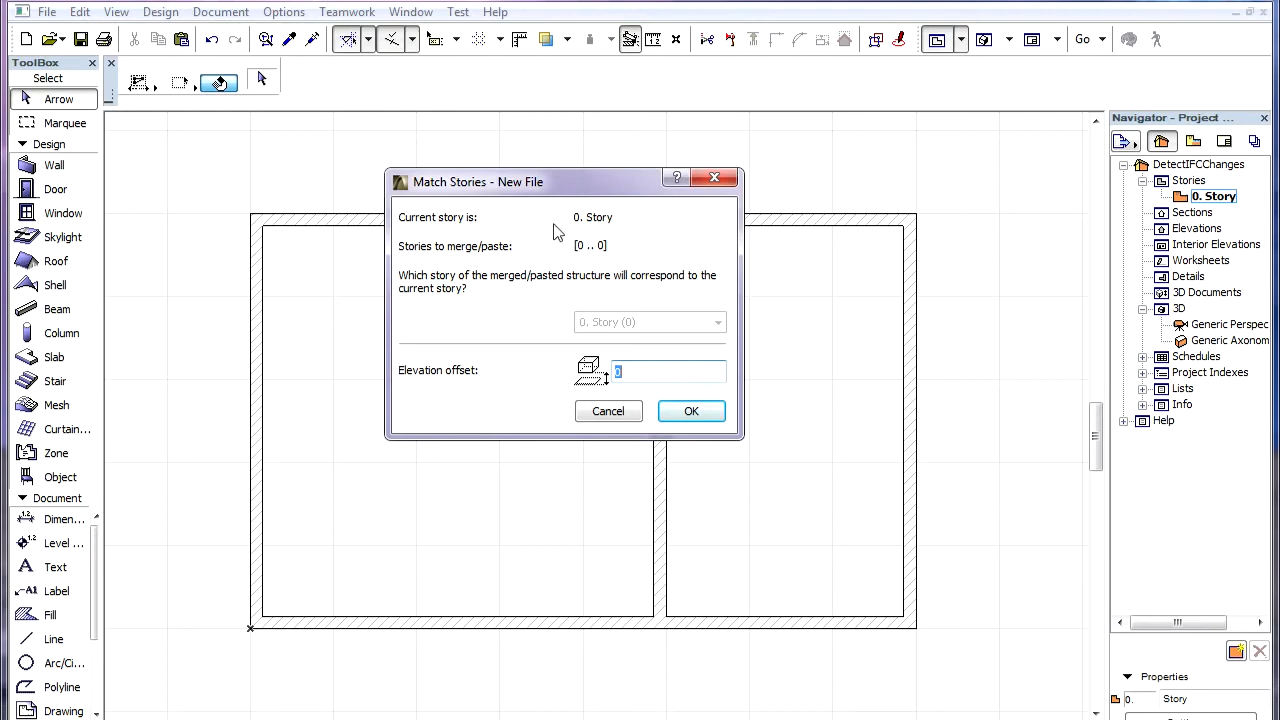 File Edit View Design Document Options Teamwork Window Test Help
Go
ToolBox
Select
Arrow
Marquee
Design
Wall
Door
Window
Skylight
Roof
Shell
Beam
Column
Slab
Stair
Mesh
Curtain...
Zone
Object
Document
Dimen...
Level ...
A Text
A1 Label
Fill
Line
Arc/Ci...
Polyline
Drawing
Match Stories - New File
Current story is: 0. Story
Stories to merge/paste: [0 .. 0]
Which story of the merged/pasted structure will correspond to the
current story?
0. Story (0)
Elevation offset: 0
Cancel OK
Navigator - Project ...
DetectIFCChanges
Stories
0. Story
Sections
Elevations
Interior Elevations
Worksheets
Details
3D Documents
3D
Generic Perspec
Generic Axonom
Schedules
Project Indexes
Lists
Info
Help
Properties
0. Story